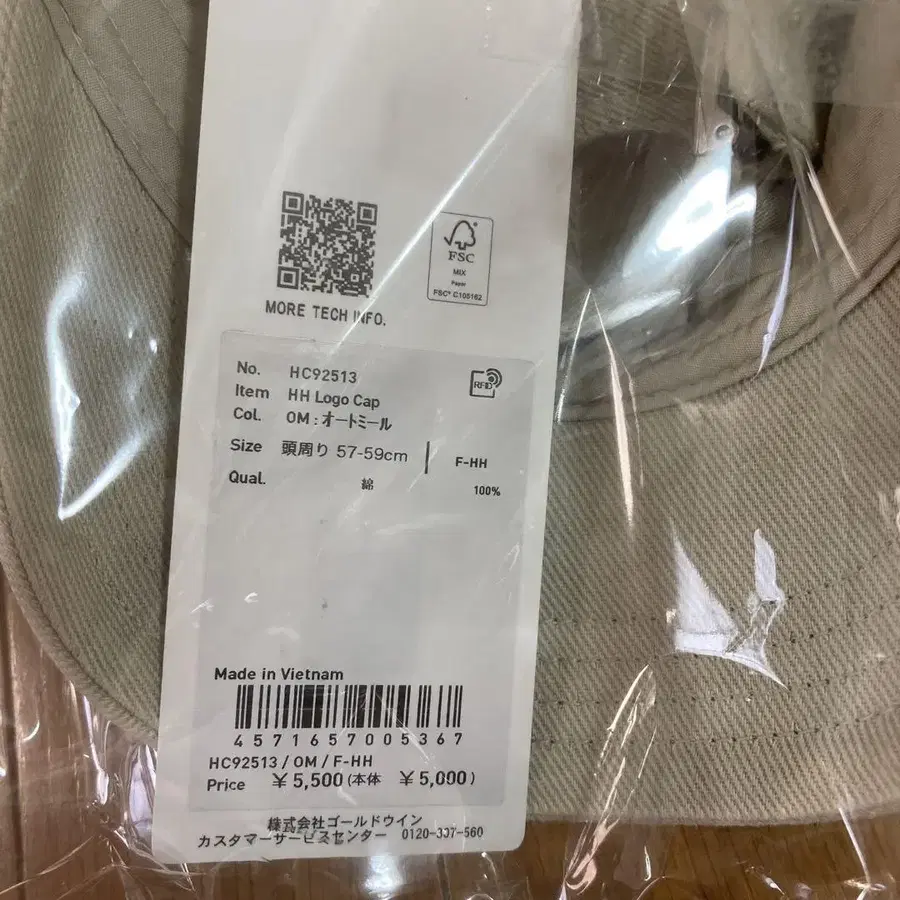 FSC
MIX
Paper
FSC® C105162
MORE TECH INFO.
No. HC92513
RFID
Item HH Logo Cap
Col. OM : オートミール
Size 頭周り 57-59cm F-HH
Qual. 綿 100%
Made in Vietnam
4571657005367
HC92513 / OM / F-HH
Price ¥5,500 (本体 ¥5,000)
株式会社ゴールドウイン
カスタマーサービスセンター 0120-307-560